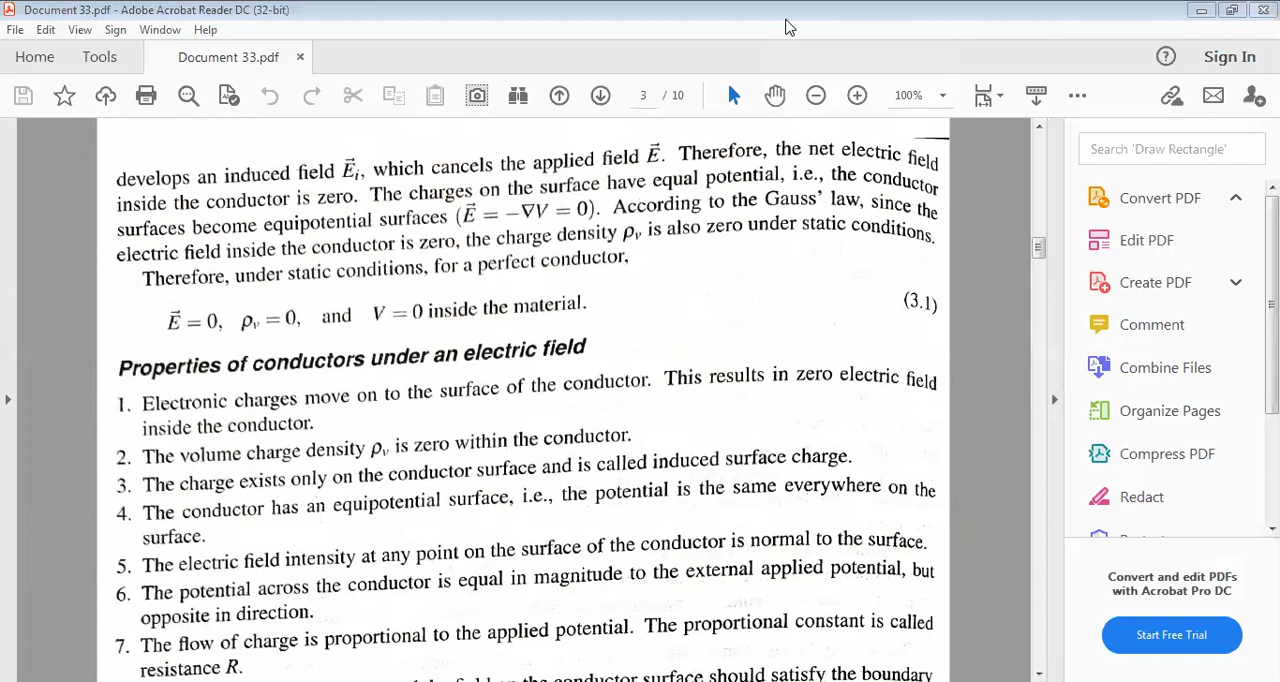 Document 33.pdf - Adobe Acrobat Reader DC (32-bit)
File Edit View Sign Window Help
Home Tools Document 33.pdf × Sign In
3 / 10 100%
develops an induced field E⃗ᵢ, which cancels the applied field E⃗. Therefore, the net electric field
inside the conductor is zero. The charges on the surface have equal potential, i.e., the conductor
surfaces become equipotential surfaces (E⃗ = −∇V = 0). According to the Gauss' law, since the
electric field inside the conductor is zero, the charge density ρᵥ is also zero under static conditions.
Therefore, under static conditions, for a perfect conductor,
E⃗ = 0, ρᵥ = 0, and V = 0 inside the material. (3.1)
Properties of conductors under an electric field
1. Electronic charges move on to the surface of the conductor. This results in zero electric field
inside the conductor.
2. The volume charge density ρᵥ is zero within the conductor.
3. The charge exists only on the conductor surface and is called induced surface charge.
4. The conductor has an equipotential surface, i.e., the potential is the same everywhere on the
surface.
5. The electric field intensity at any point on the surface of the conductor is normal to the surface.
6. The potential across the conductor is equal in magnitude to the external applied potential, but
opposite in direction.
7. The flow of charge is proportional to the applied potential. The proportional constant is called
resistance R.
conductor surface should satisfy the boundary
Search 'Draw Rectangle'
Convert PDF
Edit PDF
Create PDF
Comment
Combine Files
Organize Pages
Compress PDF
Redact
Convert and edit PDFs
with Acrobat Pro DC
Start Free Trial